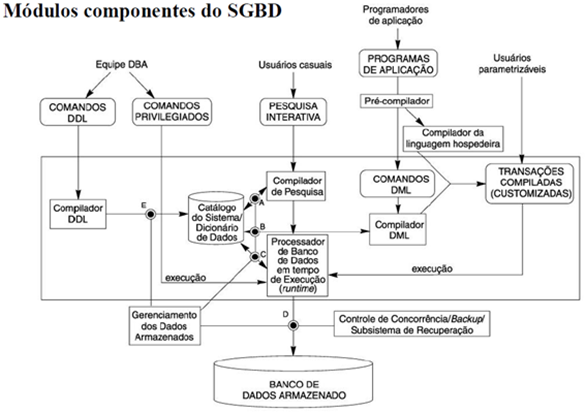 Módulos componentes do SGBD
Programadores
de aplicação
Equipe DBA
Usuários casuais
PROGRAMAS
DE APLICAÇÃO
Usuários
parametrizáveis
COMANDOS
DDL
COMANDOS
PRIVILEGIADOS
PESQUISA
INTERATIVA
Pré-compilador
Compilador da
linguagem hospedeira
Compilador
DDL
E
Catálogo
do Sistema/
Dicionário
de Dados
A
B
C
Compilador
de Pesquisa
COMANDOS
DML
Compilador
DML
TRANSAÇÕES
COMPILADAS
(CUSTOMIZADAS)
Processador
de Banco
de Dados
em tempo
de Execução
(runtime)
execução
execução
Gerenciamento
dos Dados
Armazenados
D
Controle de Concorrência/Backup/
Subsistema de Recuperação
BANCO DE
DADOS ARMAZENADO